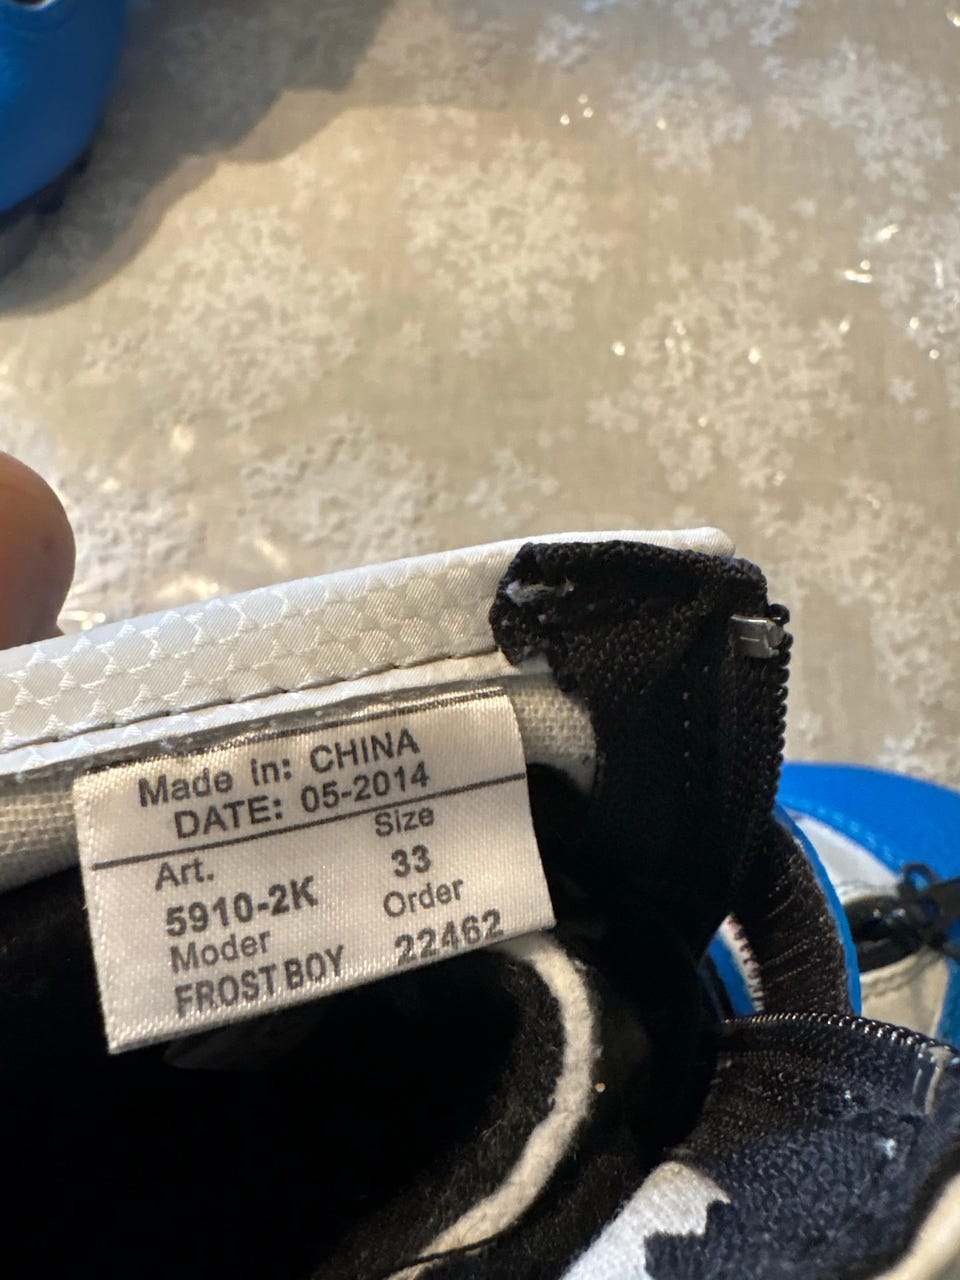 Made in: CHINA
DATE: 05-2014
Art. Size
5910-2K 33
Moder Order
FROST BOY 22462